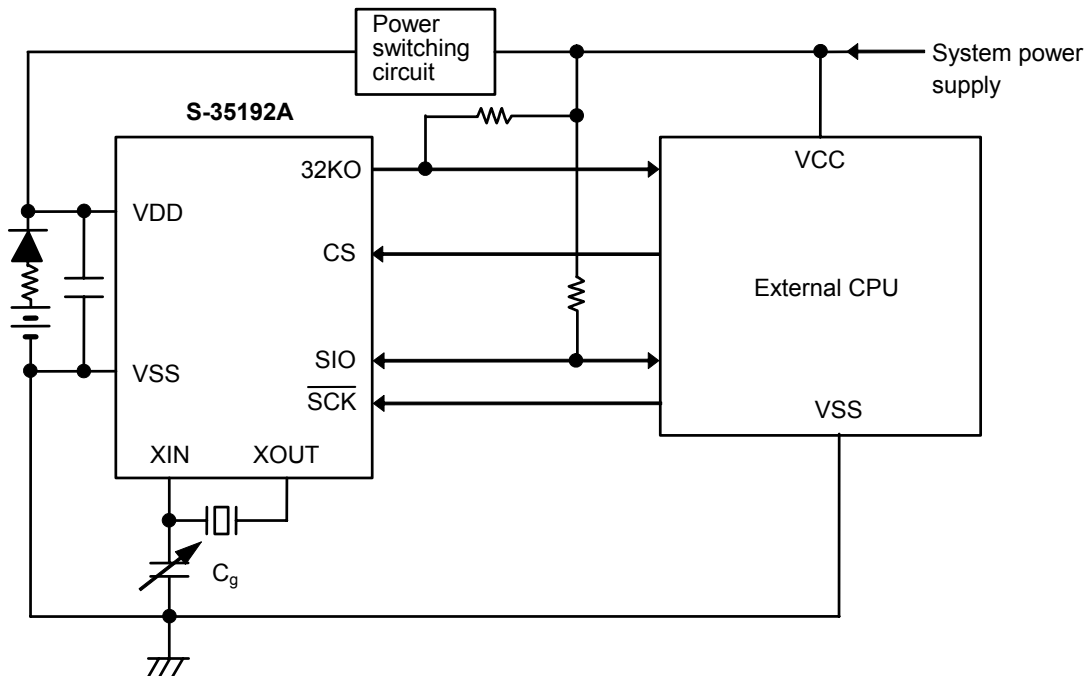 Power
switching
circuit
System power
supply
S-35192A
32KO
VCC
VDD
CS
External CPU
SIO
VSS
SCK
VSS
XIN
XOUT
Cg